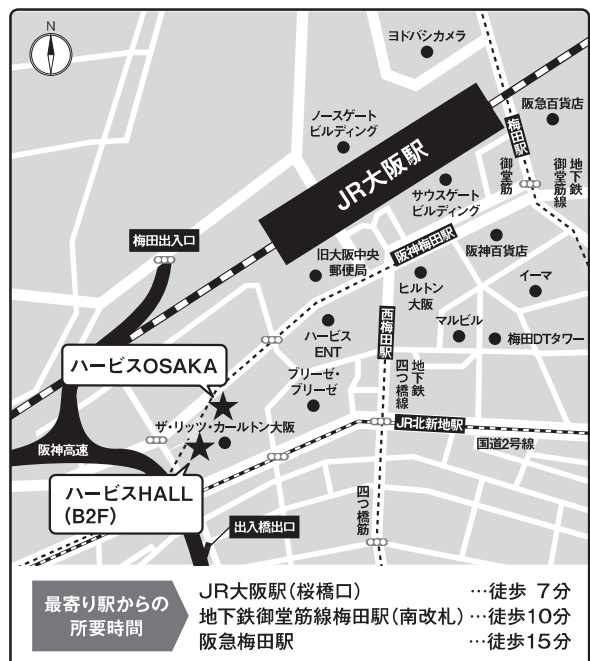 N
ヨドバシカメラ
阪急百貨店
ノースゲート
ビルディング
梅田駅
JR大阪駅
御堂筋
地下鉄
御堂筋線
サウスゲート
ビルディング
梅田出入口
阪神梅田駅
阪神百貨店
旧大阪中央
郵便局
ヒルトン
大阪
イーマ
西梅田駅
ハービス
ENT
マルビル
梅田DTタワー
ハービスOSAKA
ブリーゼ・
ブリーゼ
地下鉄
四つ橋線
ザ・リッツ・カールトン大阪
JR北新地駅
国道2号線
阪神高速
ハービスHALL
(B2F)
四つ橋筋
出入橋出口
最寄り駅からの
所要時間
JR大阪駅(桜橋口) …徒歩 7分
地下鉄御堂筋線梅田駅(南改札)…徒歩10分
阪急梅田駅 …徒歩15分